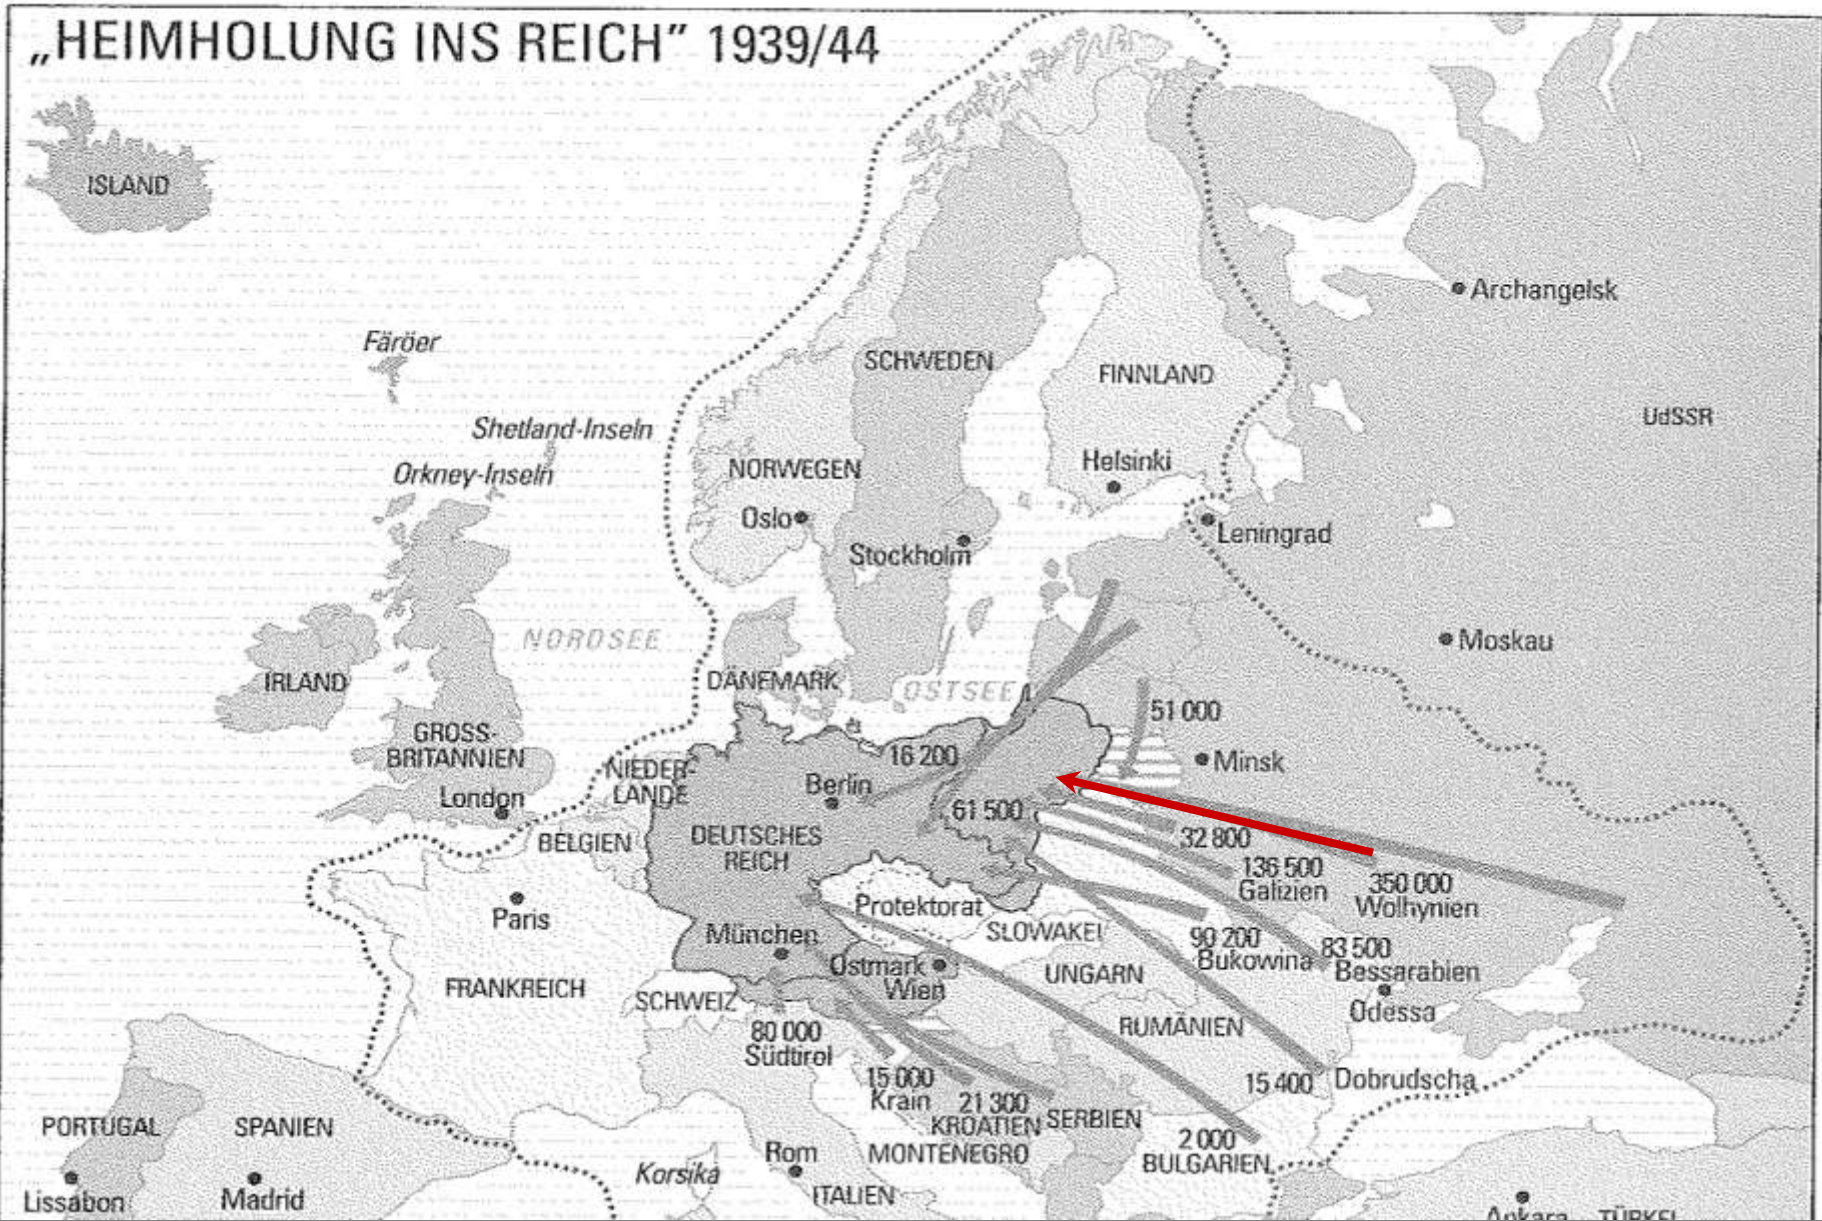 „HEIMHOLUNG INS REICH” 1939/44
ISLAND
Archangelsk
Färöer
SCHWEDEN
FINNLAND
UdSSR
Shetland-Inseln
Orkney-Inseln
NORWEGEN
Helsinki
Oslo
Stockholm
Leningrad
NORDSEE
Moskau
IRLAND
DÄNEMARK
OSTSEE
51 000
GROSS-
BRITANNIEN
16 200
Minsk
NIEDER-
LANDE
Berlin
London
61 500
BELGIEN
DEUTSCHES
REICH
32 800
136 500
Galizien
350 000
Wolhynien
Paris
Protektorat
München
SLOWAKEI
90 200
Bukowina
83 500
Bessarabien
Ostmark
Wien
UNGARN
FRANKREICH
SCHWEIZ
Odessa
80 000
Südtirol
RUMÄNIEN
15 000
Krain
15 400
Dobrudscha
21 300
KROATIEN
SERBIEN
PORTUGAL
SPANIEN
2 000
BULGARIEN
Rom
MONTENEGRO
Korsika
Lissabon
Madrid
ITALIEN
Ankara
TÜRKEI